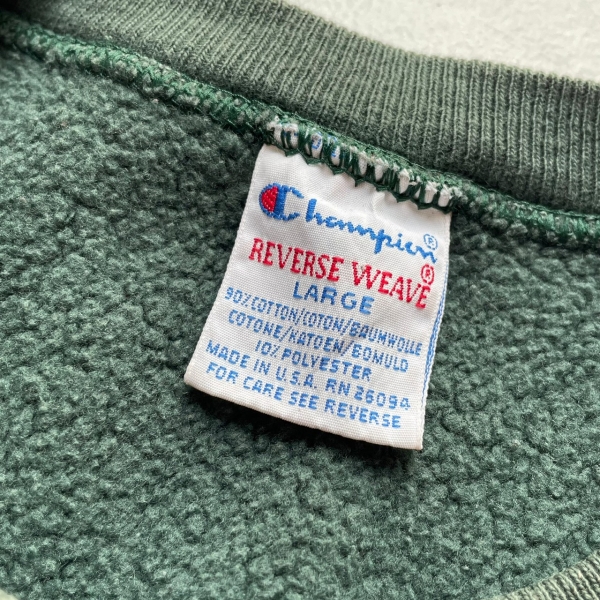 Champion®
REVERSE WEAVE®
LARGE
90% COTTON/COTON/BAUMWOLLE
COTONE/KATOEN/BOMULD
10% POLYESTER
MADE IN U.S.A. RN 26094
FOR CARE SEE REVERSE